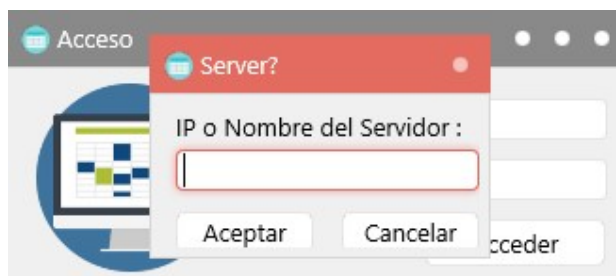 Acceso
Server?
IP o Nombre del Servidor :
Aceptar
Cancelar
cceder